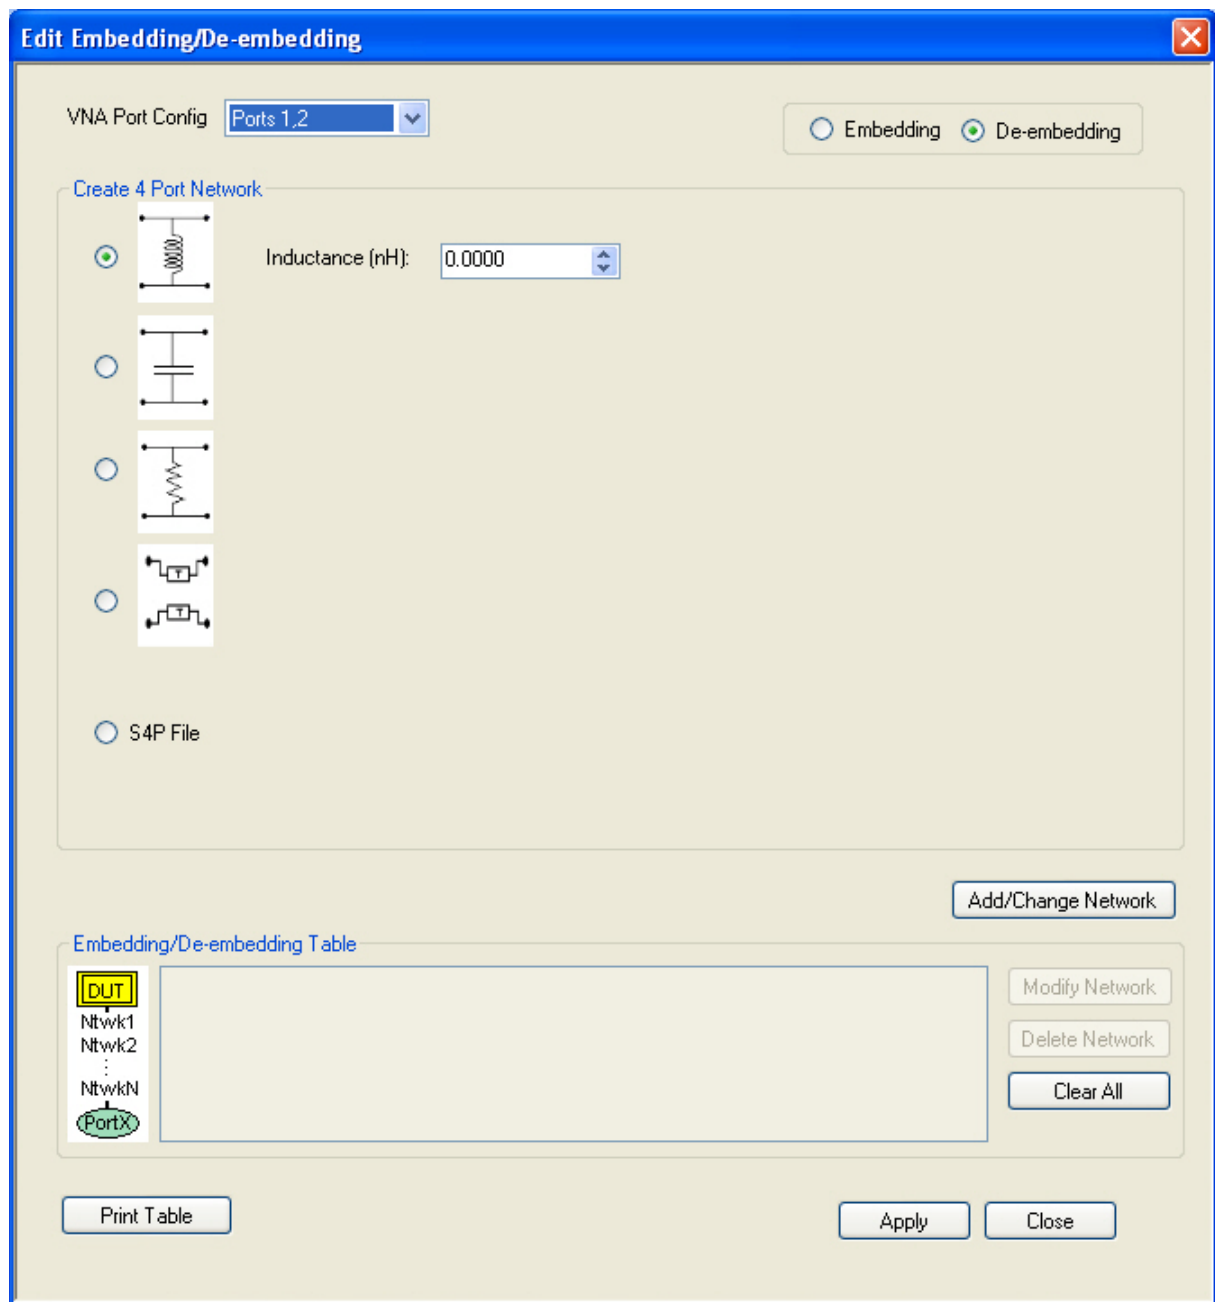 Edit Embedding/De-embedding
VNA Port Config Ports 1,2
Embedding De-embedding
Create 4 Port Network
Inductance (nH): 0.0000
T
T
S4P File
Add/Change Network
Embedding/De-embedding Table
DUT
Ntwk1
Ntwk2
⋮
NtwkN
PortX
Modify Network
Delete Network
Clear All
Print Table
Apply
Close